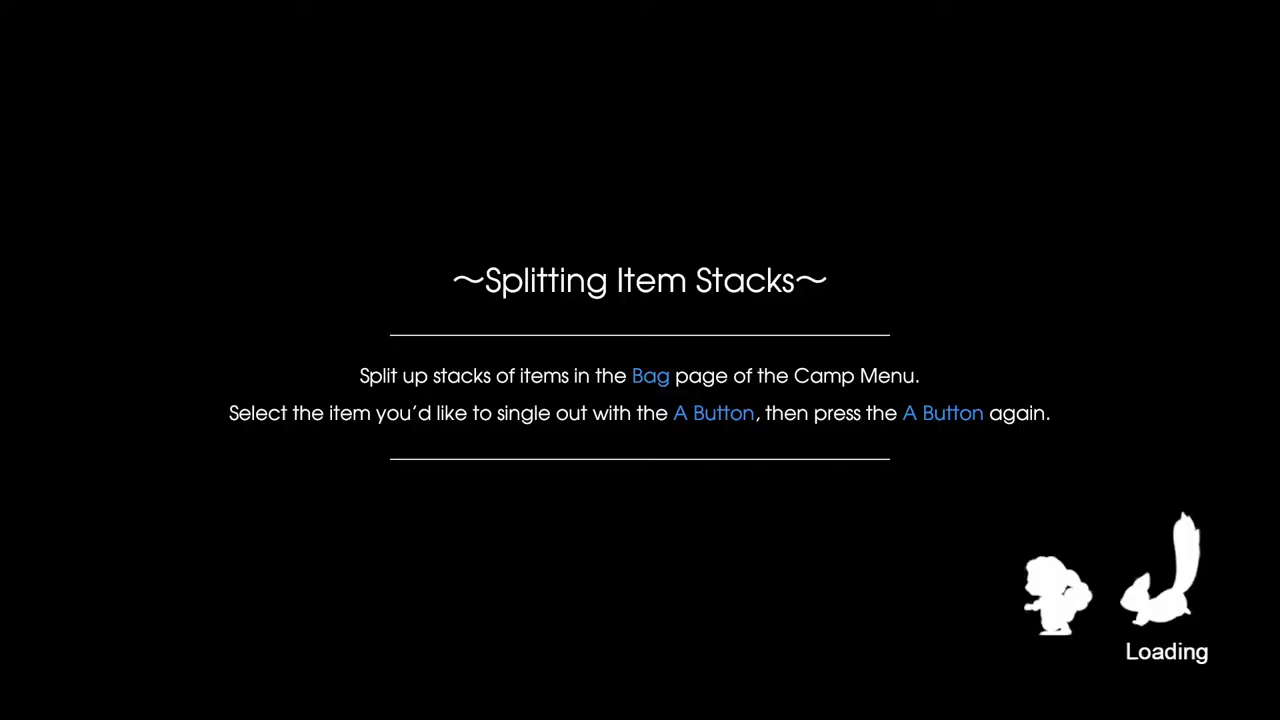 ～Splitting Item Stacks～
Split up stacks of items in the Bag page of the Camp Menu.
Select the item you’d like to single out with the A Button, then press the A Button again.
Loading